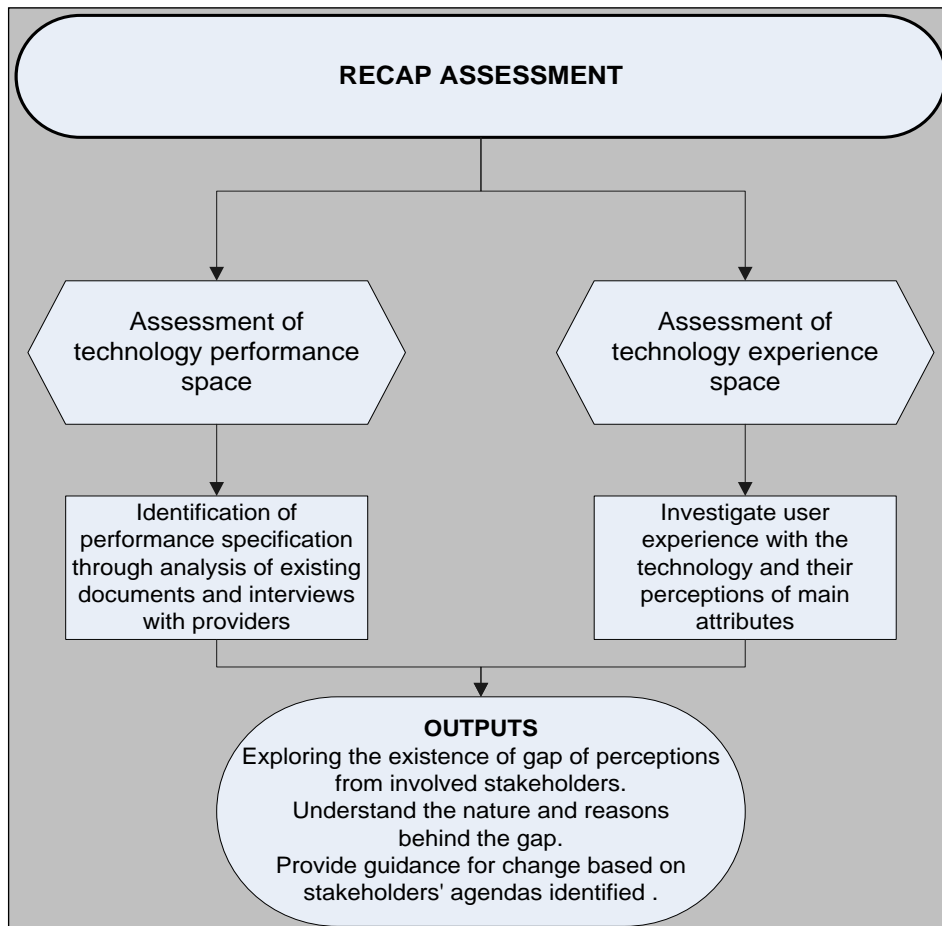 RECAP ASSESSMENT
Assessment of
technology performance
space
Assessment of
technology experience
space
Identification of
performance specification
through analysis of existing
documents and interviews
with providers
Investigate user
experience with the
technology and their
perceptions of main
attributes
OUTPUTS
Exploring the existence of gap of perceptions
from involved stakeholders.
Understand the nature and reasons
behind the gap.
Provide guidance for change based on
stakeholders' agendas identified .